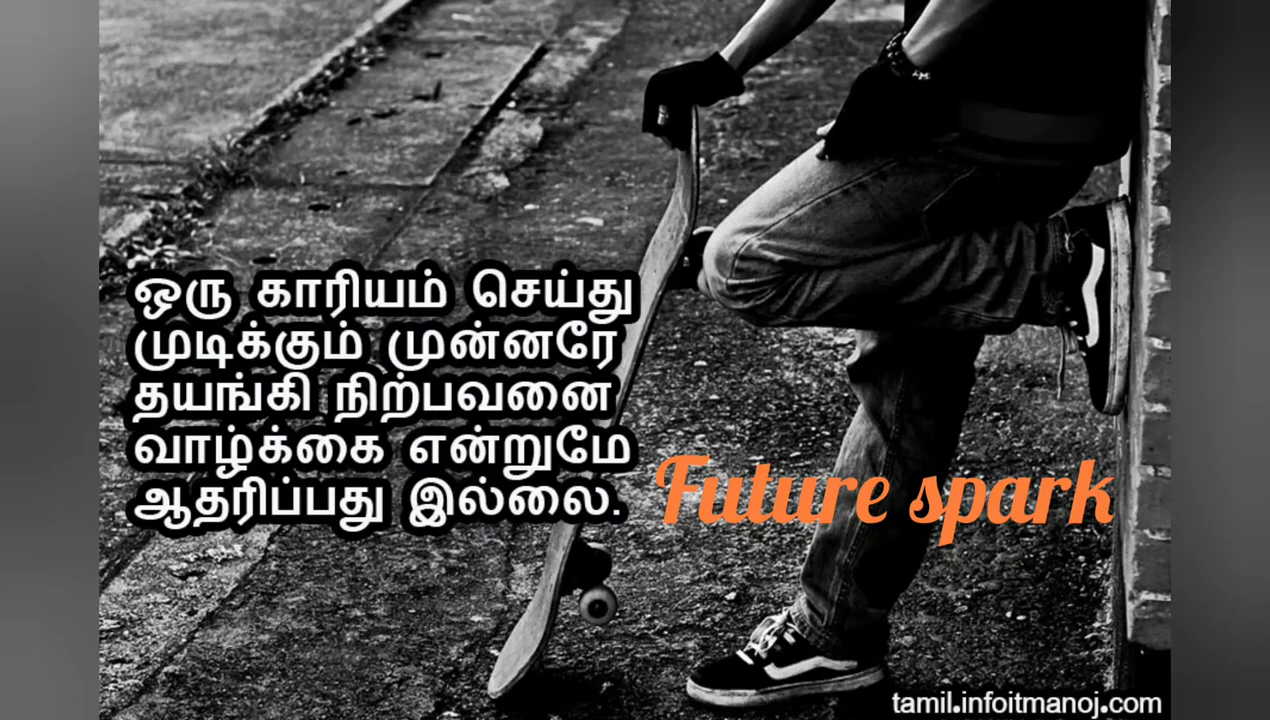 ஒரு காரியம் செய்து
முடிக்கும் முன்னரே
தயங்கி நிற்பவனை
வாழ்க்கை என்றுமே
ஆதரிப்பது இல்லை.
Future spark
tamil.infoitmanoj.com